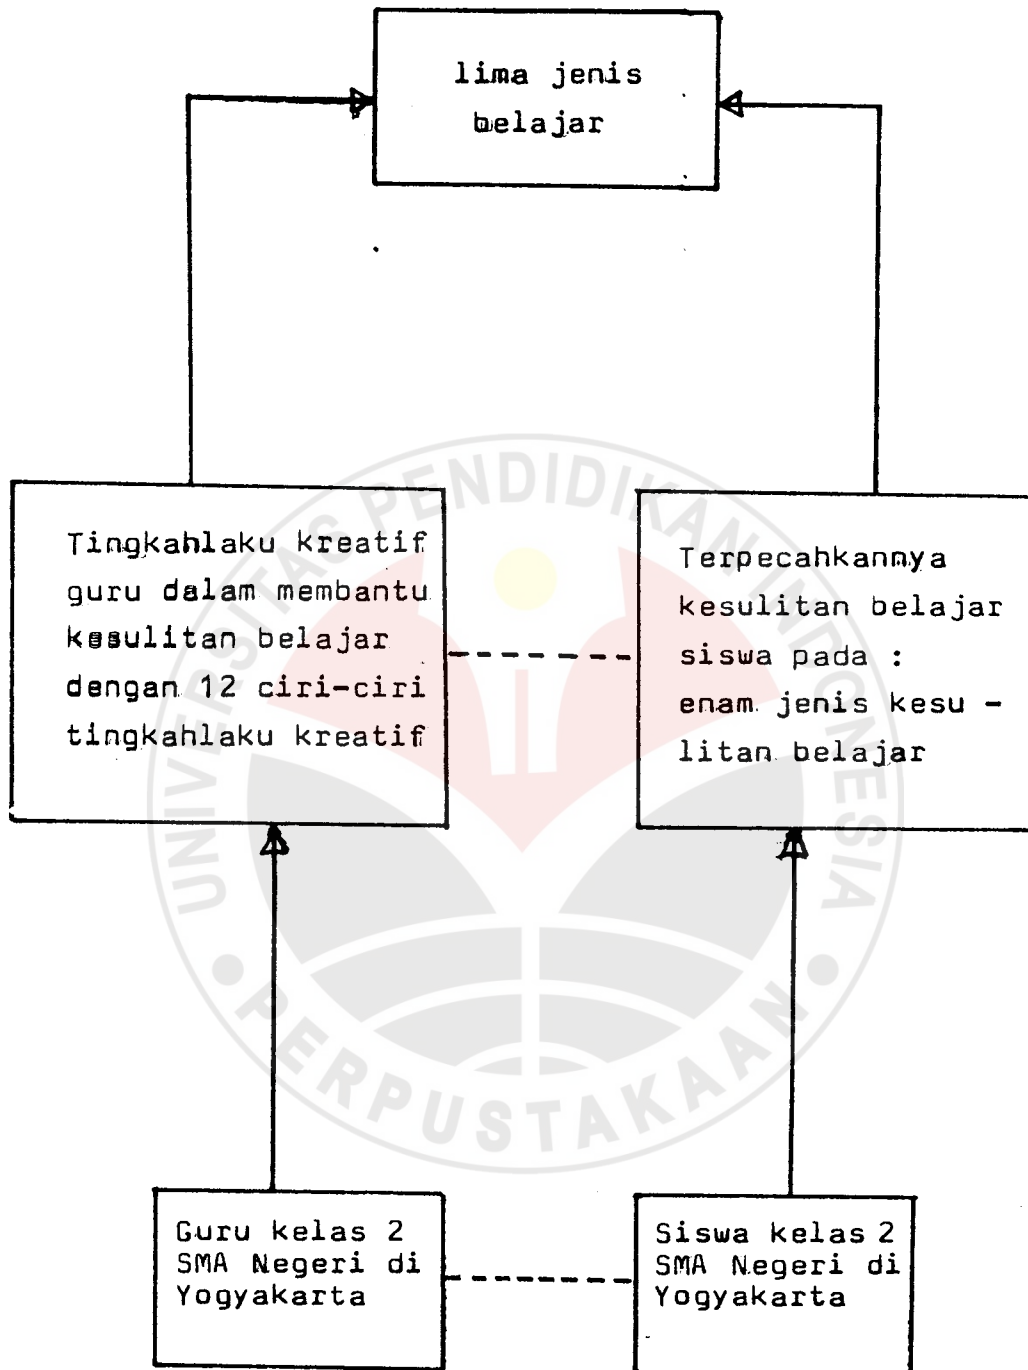 lima jenis
belajar
Tingkahlaku kreatif
guru dalam membantu
kesulitan belajar
dengan 12 ciri-ciri
tingkahlaku kreatif
Terpecahkannya
kesulitan belajar
siswa pada :
enam jenis kesu -
litan belajar
UNIVERSITAS PENDIDIKAN INDONESIA
PERPUSTAKAAN
Guru kelas 2
SMA Negeri di
Yogyakarta
Siswa kelas 2
SMA Negeri di
Yogyakarta